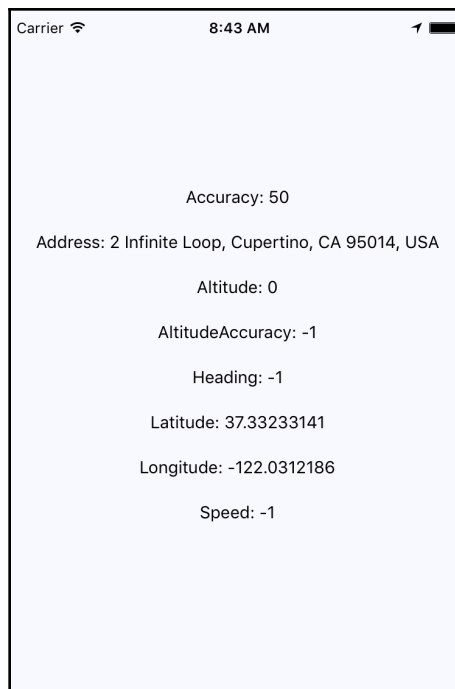 Carrier 8:43 AM
Accuracy: 50
Address: 2 Infinite Loop, Cupertino, CA 95014, USA
Altitude: 0
AltitudeAccuracy: -1
Heading: -1
Latitude: 37.33233141
Longitude: -122.0312186
Speed: -1